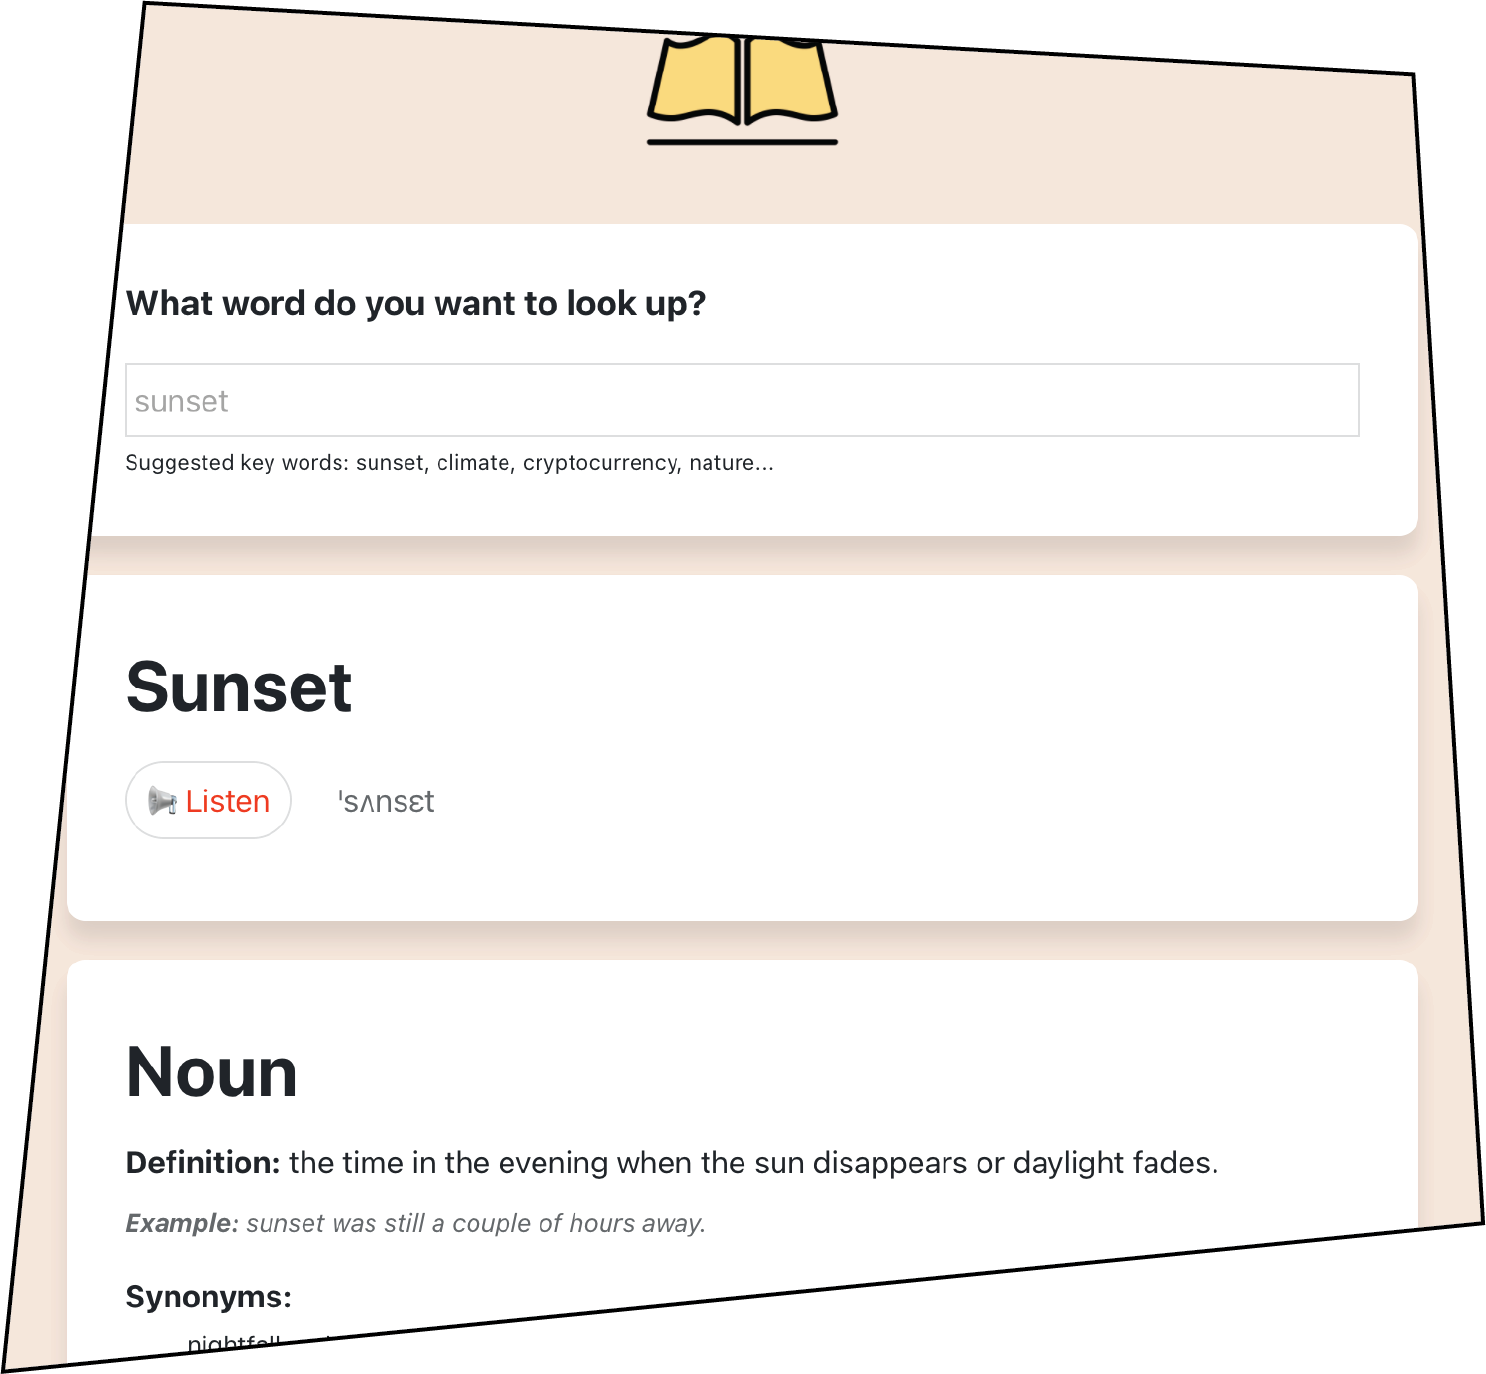 What word do you want to look up?
sunset
Suggested key words: sunset, climate, cryptocurrency, nature...
Sunset
Listen ˈsʌnsɛt
Noun
Definition: the time in the evening when the sun disappears or daylight fades.
Example: sunset was still a couple of hours away.
Synonyms:
nightfall